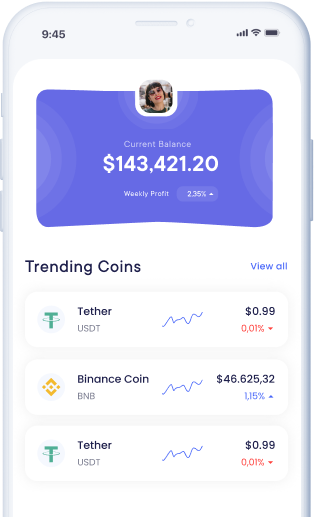 9:45
Current Balance
$143,421.20
Weekly Profit 2,35%
Trending Coins View all
Tether $0.99
USDT 0,01%
Binance Coin $46.625,32
BNB 1,15%
Tether $0.99
USDT 0,01%